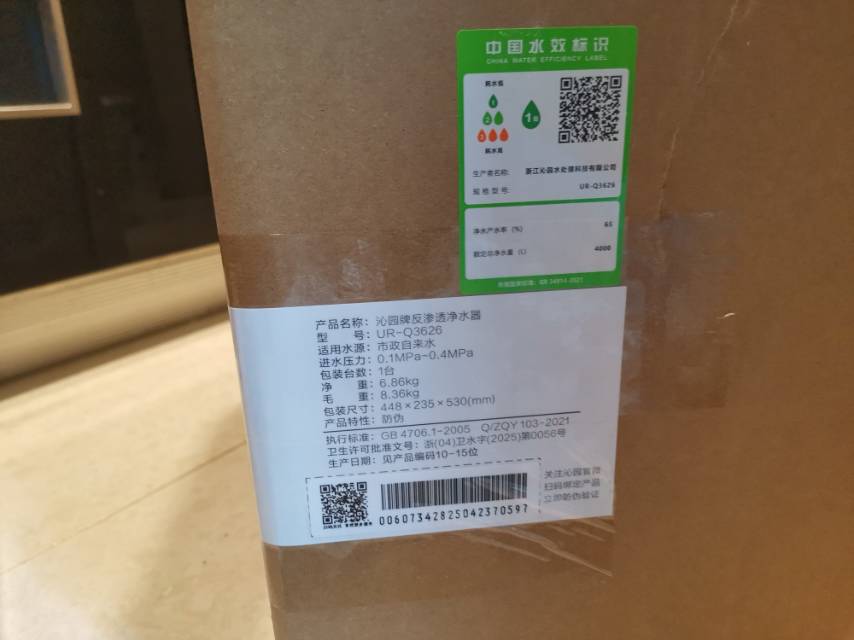 中国水效标识
CHINA WATER EFFICIENCY LABEL
耗水低
1
2
3
耗水高
1级
生产者名称： 浙江沁园水处理科技有限公司
规格型号： UR-Q3626
净水产水率（%） 65
额定总净水量（L） 4000
依据国家标准：GB 34914-2021
产品名称：沁园牌反渗透净水器
型 号：UR-Q3626
适用水源：市政自来水
进水压力：0.1MPa~0.4MPa
包装台数：1台
净 重：6.86kg
毛 重：8.36kg
包装尺寸：448×235×530(mm)
产品特性：防伪
执行标准：GB 4706.1-2005 Q/ZQY 103-2021
卫生许可批准文号：浙(04)卫水字(2025)第0056号
生产日期：见产品编码10-15位
关注沁园官微
扫码绑定产品
立即防伪验证
00607342825042370597